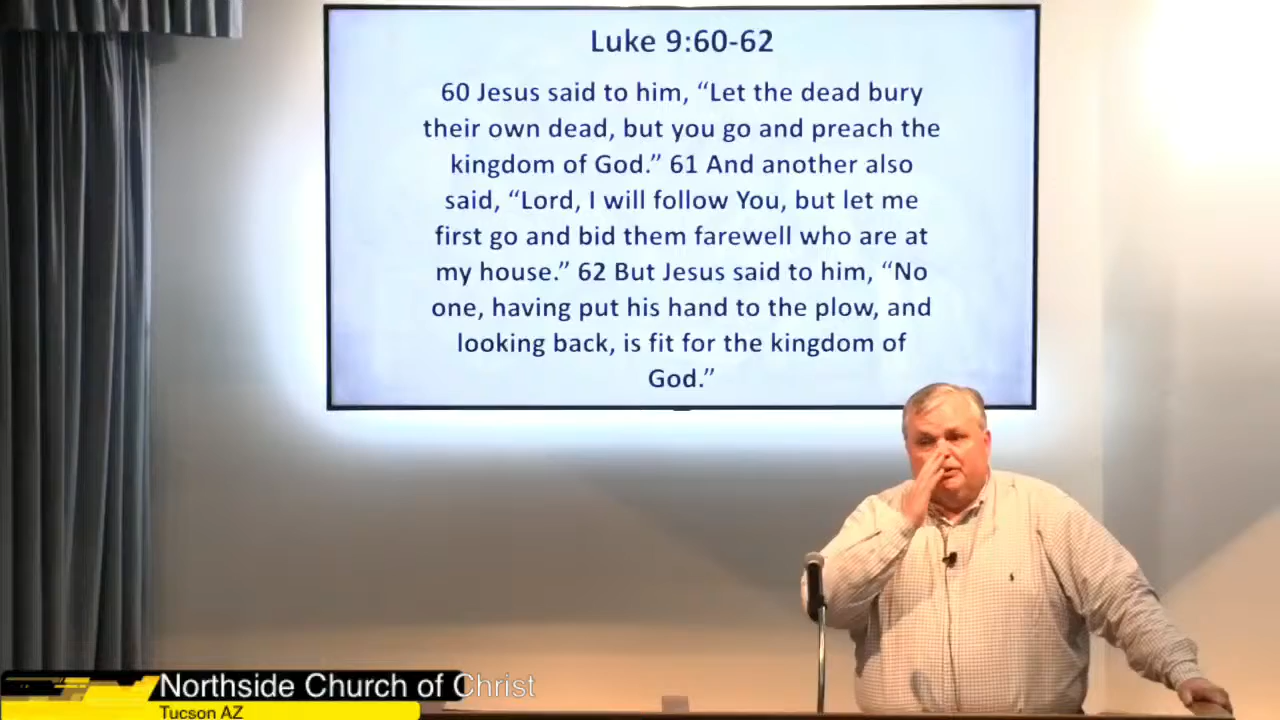 Luke 9:60-62
60 Jesus said to him, “Let the dead bury
their own dead, but you go and preach the
kingdom of God.” 61 And another also
said, “Lord, I will follow You, but let me
first go and bid them farewell who are at
my house.” 62 But Jesus said to him, “No
one, having put his hand to the plow, and
looking back, is fit for the kingdom of
God.”
Northside Church of Christ
Tucson AZ